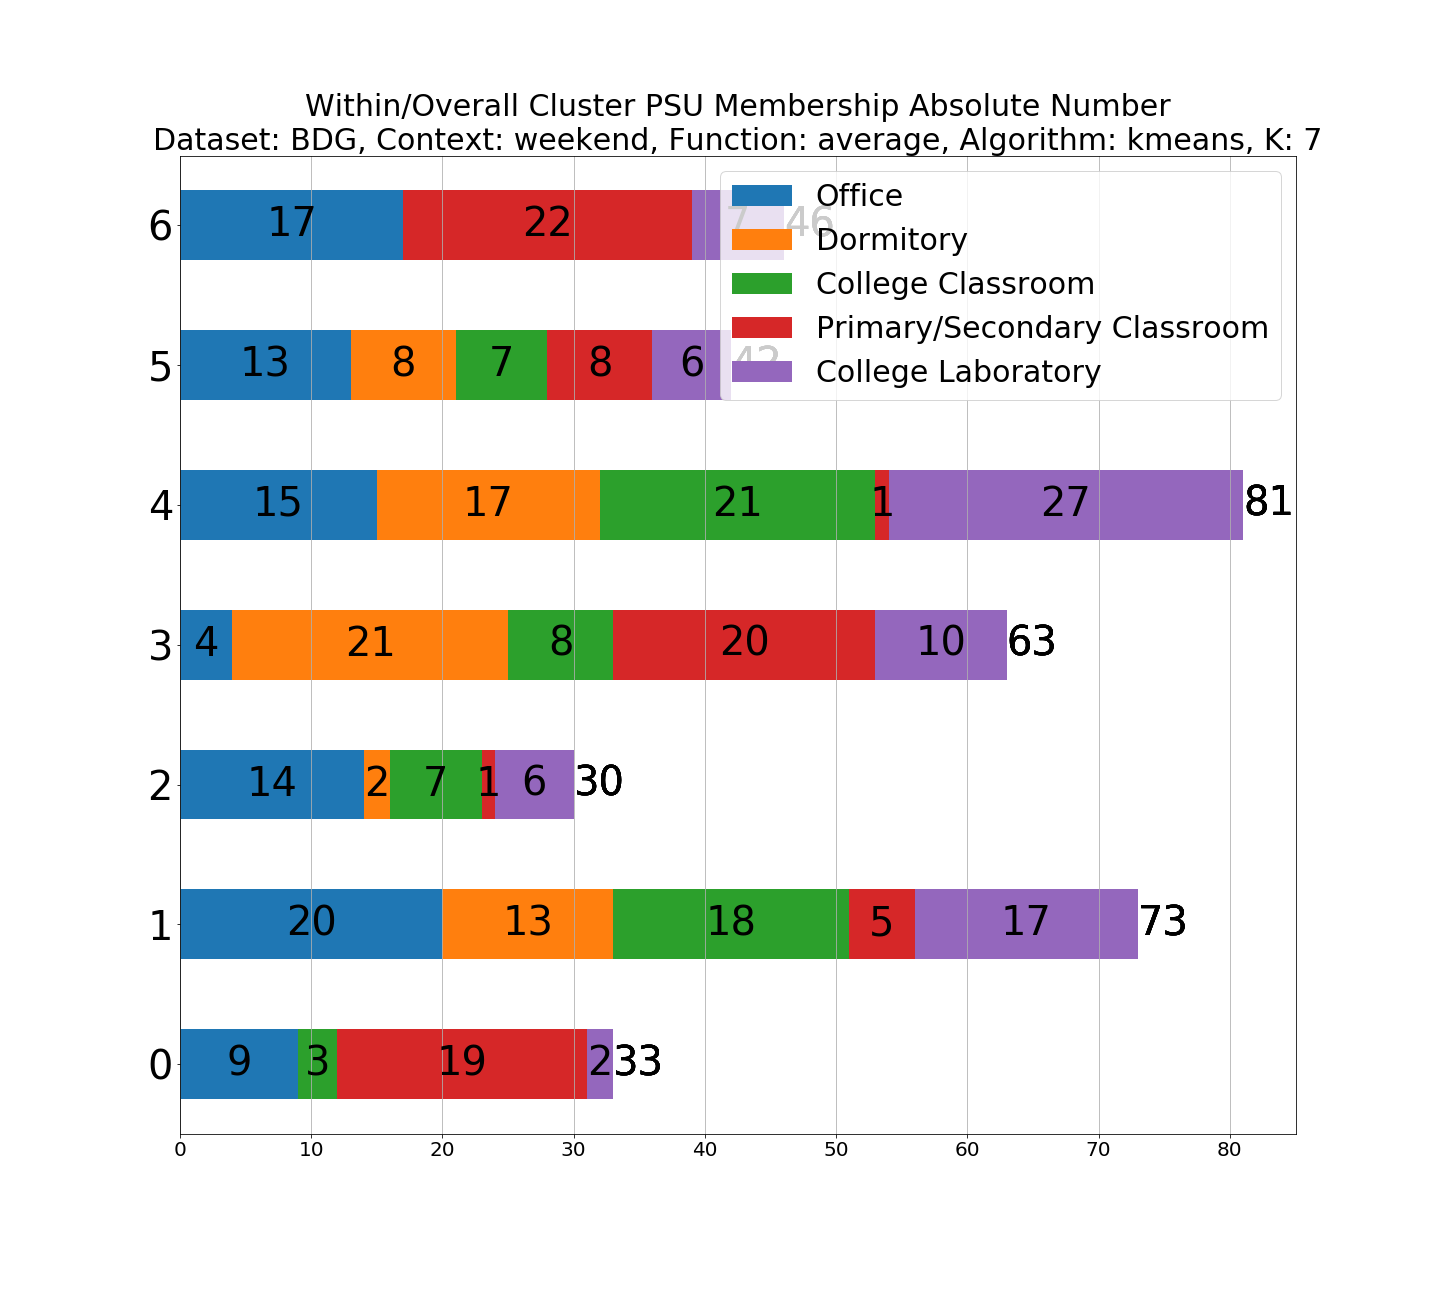 Within/Overall Cluster PSU Membership Absolute Number
Dataset: BDG, Context: weekend, Function: average, Algorithm: kmeans, K: 7
Office
Dormitory
College Classroom
Primary/Secondary Classroom
College Laboratory
6 17 22 7 46
5 13 8 7 8 6 42
4 15 17 21 1 27 81
3 4 21 8 20 10 63
2 14 2 7 1 6 30
1 20 13 18 5 17 73
0 9 3 19 2 33
0 10 20 30 40 50 60 70 80